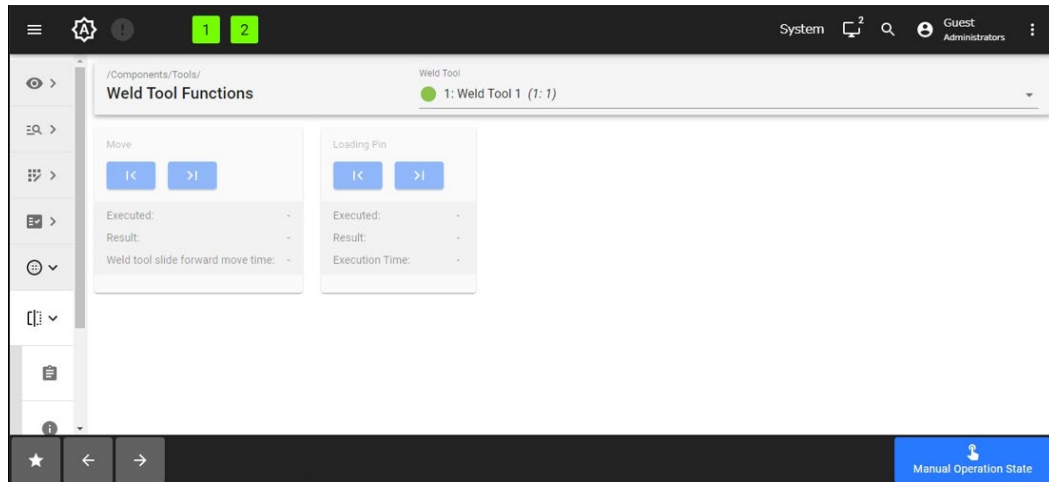 A
!
1
2
System
2
Guest
Administrators
/Components/Tools/
Weld Tool Functions
Weld Tool
1: Weld Tool 1 (1: 1)
Move
Executed: -
Result: -
Weld tool slide forward move time: -
Loading Pin
Executed: -
Result: -
Execution Time: -
Manual Operation State